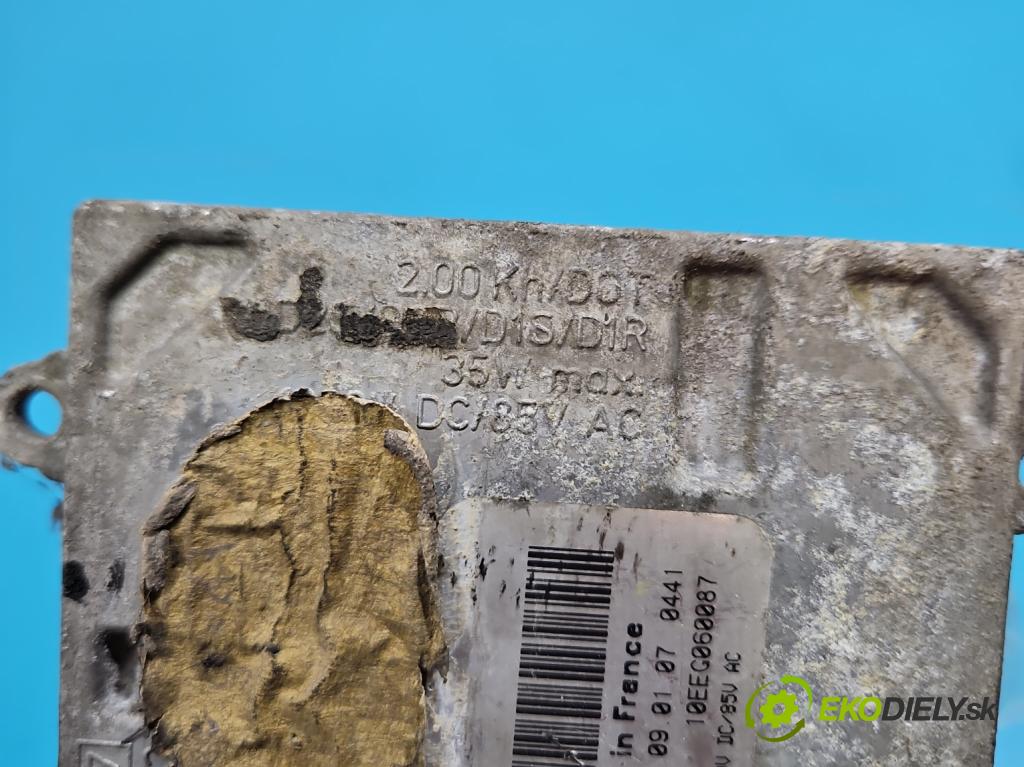 2.00 Kh/DOT
/D1S/D1R
35W max.
DC/85V AC
in France
09 01 07 0441
10EEG060087
V DC/85V AC
EKODIELY.sk